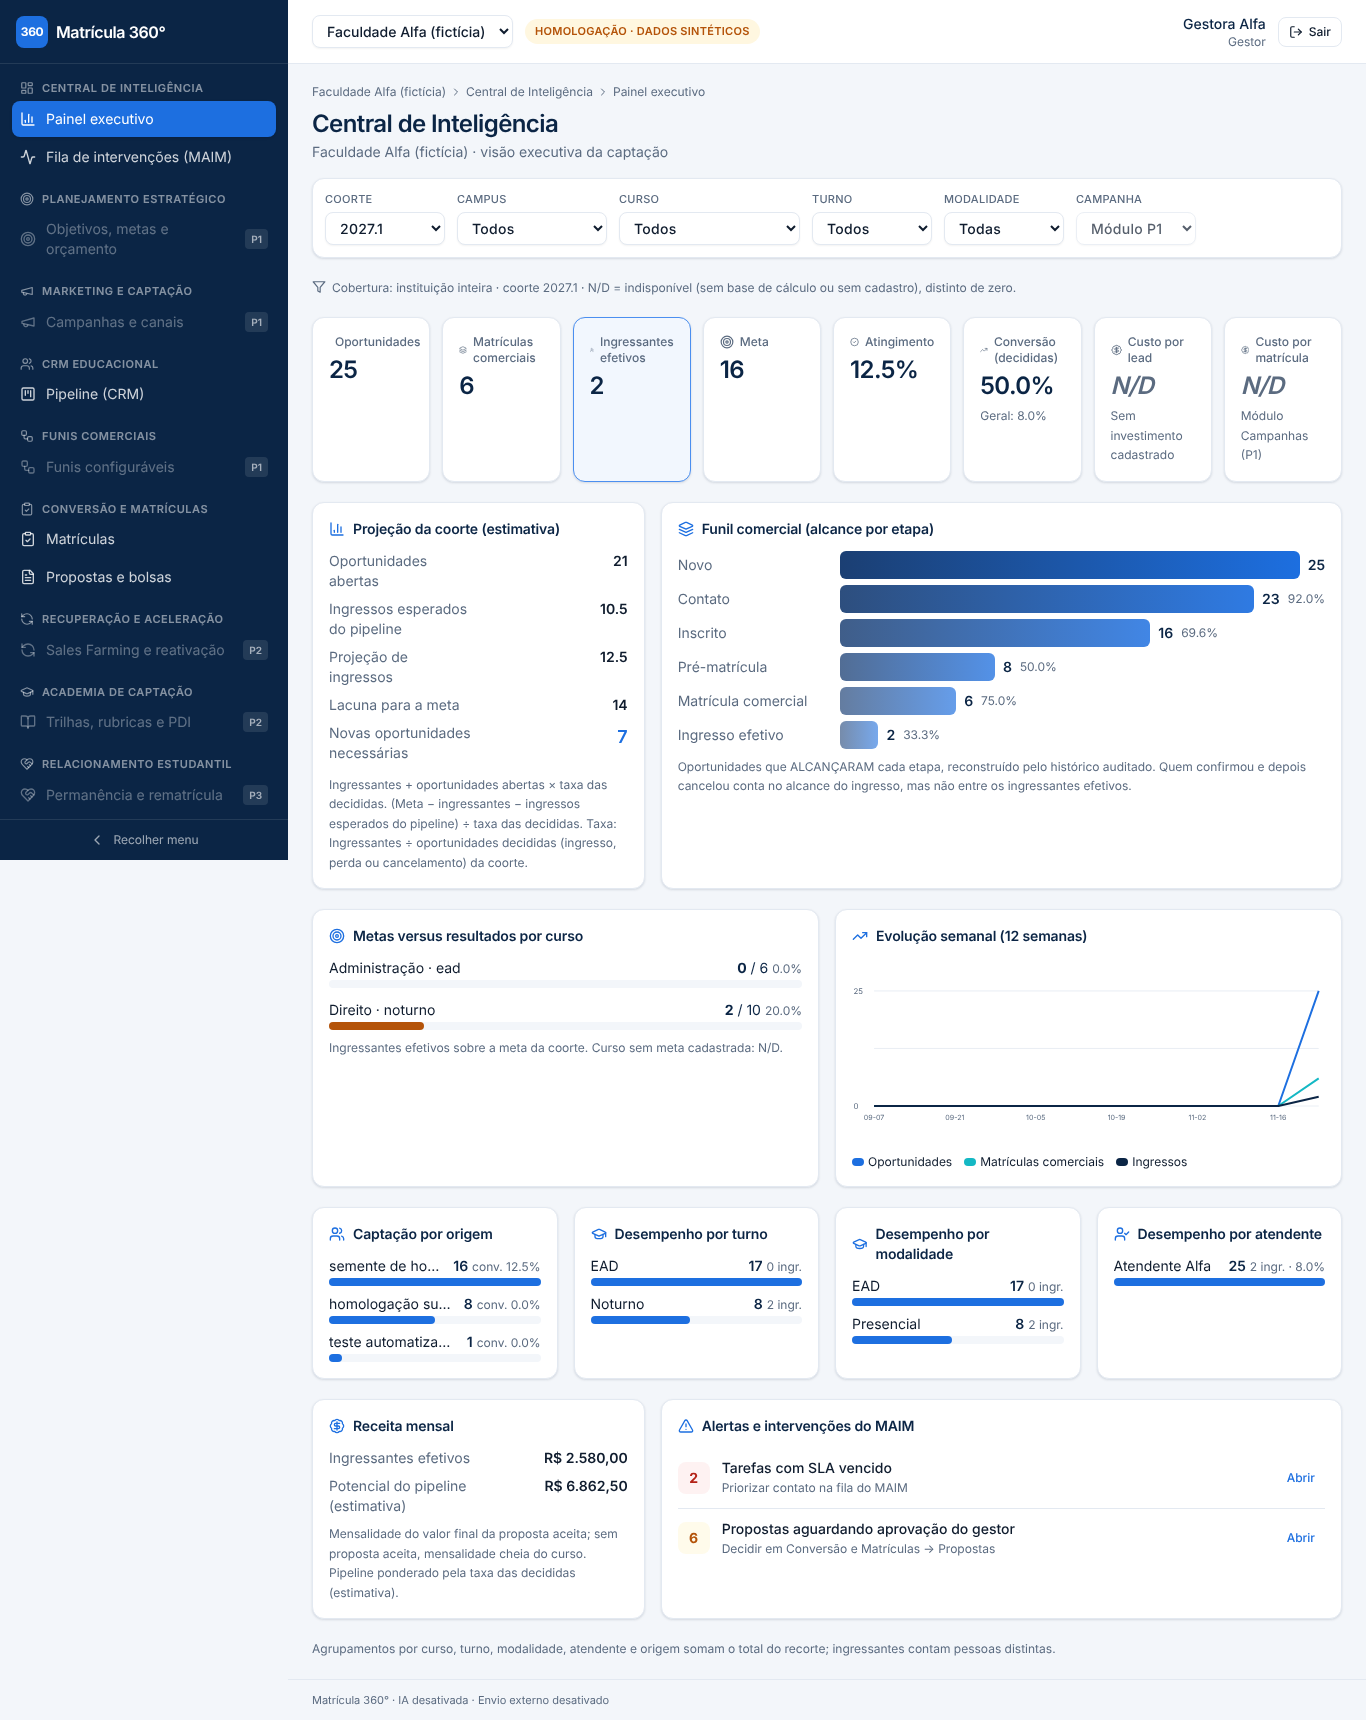 360 Matrícula 360°
CENTRAL DE INTELIGÊNCIA
Painel executivo
Fila de intervenções (MAIM)
PLANEJAMENTO ESTRATÉGICO
Objetivos, metas e
orçamento
P1
MARKETING E CAPTAÇÃO
Campanhas e canais P1
CRM EDUCACIONAL
Pipeline (CRM)
FUNIS COMERCIAIS
Funis configuráveis P1
CONVERSÃO E MATRÍCULAS
Matrículas
Propostas e bolsas
RECUPERAÇÃO E ACELERAÇÃO
Sales Farming e reativação P2
ACADEMIA DE CAPTAÇÃO
Trilhas, rubricas e PDI P2
RELACIONAMENTO ESTUDANTIL
Permanência e rematrícula P3
Recolher menu
Faculdade Alfa (fictícia) HOMOLOGAÇÃO · DADOS SINTÉTICOS
Gestora Alfa
Gestor
Sair
Faculdade Alfa (fictícia) > Central de Inteligência > Painel executivo
Central de Inteligência
Faculdade Alfa (fictícia) · visão executiva da captação
COORTE CAMPUS CURSO TURNO MODALIDADE CAMPANHA
2027.1 Todos Todos Todos Todas Módulo P1
Cobertura: instituição inteira · coorte 2027.1 · N/D = indisponível (sem base de cálculo ou sem cadastro), distinto de zero.
Oportunidades
25
Matrículas
comerciais
6
Ingressantes
efetivos
2
Meta
16
Atingimento
12.5%
Conversão
(decididas)
50.0%
Geral: 8.0%
Custo por
lead
N/D
Sem
investimento
cadastrado
Custo por
matrícula
N/D
Módulo
Campanhas
(P1)
Projeção da coorte (estimativa)
Oportunidades
abertas
21
Ingressos esperados
do pipeline
10.5
Projeção de
ingressos
12.5
Lacuna para a meta 14
Novas oportunidades
necessárias
7
Ingressantes + oportunidades abertas × taxa das
decididas. (Meta − ingressantes − ingressos
esperados do pipeline) ÷ taxa das decididas. Taxa:
Ingressantes ÷ oportunidades decididas (ingresso,
perda ou cancelamento) da coorte.
Funil comercial (alcance por etapa)
Novo 25
Contato 23 92.0%
Inscrito 16 69.6%
Pré-matrícula 8 50.0%
Matrícula comercial 6 75.0%
Ingresso efetivo 2 33.3%
Oportunidades que ALCANÇARAM cada etapa, reconstruído pelo histórico auditado. Quem confirmou e depois
cancelou conta no alcance do ingresso, mas não entre os ingressantes efetivos.
Metas versus resultados por curso
Administração · ead 0 / 6 0.0%
Direito · noturno 2 / 10 20.0%
Ingressantes efetivos sobre a meta da coorte. Curso sem meta cadastrada: N/D.
Evolução semanal (12 semanas)
25
0
09-07 09-21 10-05 10-19 11-02 11-16
Oportunidades Matrículas comerciais Ingressos
Captação por origem
semente de ho... 16 conv. 12.5%
homologação su... 8 conv. 0.0%
teste automatiza... 1 conv. 0.0%
Desempenho por turno
EAD 17 0 ingr.
Noturno 8 2 ingr.
Desempenho por
modalidade
EAD 17 0 ingr.
Presencial 8 2 ingr.
Desempenho por atendente
Atendente Alfa 25 2 ingr. · 8.0%
Receita mensal
Ingressantes efetivos R$ 2.580,00
Potencial do pipeline
(estimativa)
R$ 6.862,50
Mensalidade do valor final da proposta aceita; sem
proposta aceita, mensalidade cheia do curso.
Pipeline ponderado pela taxa das decididas
(estimativa).
Alertas e intervenções do MAIM
2
Tarefas com SLA vencido
Priorizar contato na fila do MAIM
Abrir
6
Propostas aguardando aprovação do gestor
Decidir em Conversão e Matrículas → Propostas
Abrir
Agrupamentos por curso, turno, modalidade, atendente e origem somam o total do recorte; ingressantes contam pessoas distintas.
Matrícula 360° · IA desativada · Envio externo desativado